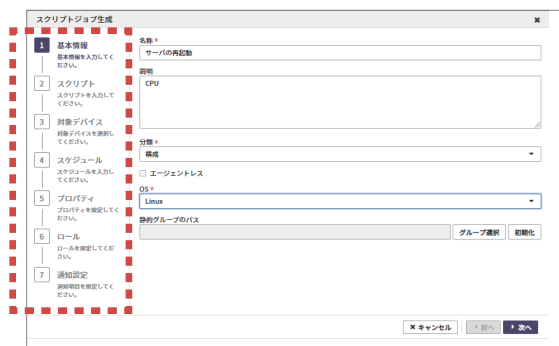 スクリプトジョブ生成
1 基本情報
基本情報を入力してく
ださい。
2 スクリプト
スクリプトを入力して
ください。
3 対象デバイス
対象デバイスを選択し
てください。
4 スケジュール
スケジュールを入力し
てください。
5 プロパティ
プロパティを設定してく
ださい。
6 ロール
ロールを設定してくだ
さい。
7 通知設定
通知項目を設定してく
ださい。
名称 *
サーバの再起動
説明
CPU
分類 *
構成
エージェントレス
OS *
Linux
静的グループのパス
グループ選択 初期化
キャンセル 前へ 次へ